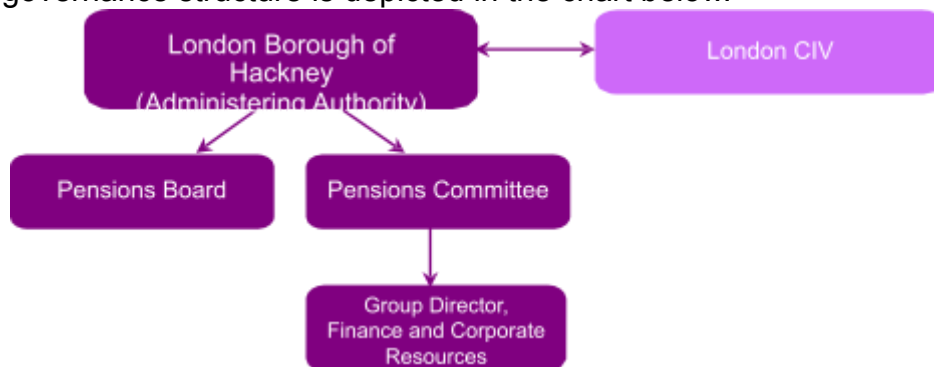 governance structure is depicted in the chart below.
London Borough of
Hackney
(Administering Authority)
London CIV
Pensions Board
Pensions Committee
Group Director,
Finance and Corporate
Resources